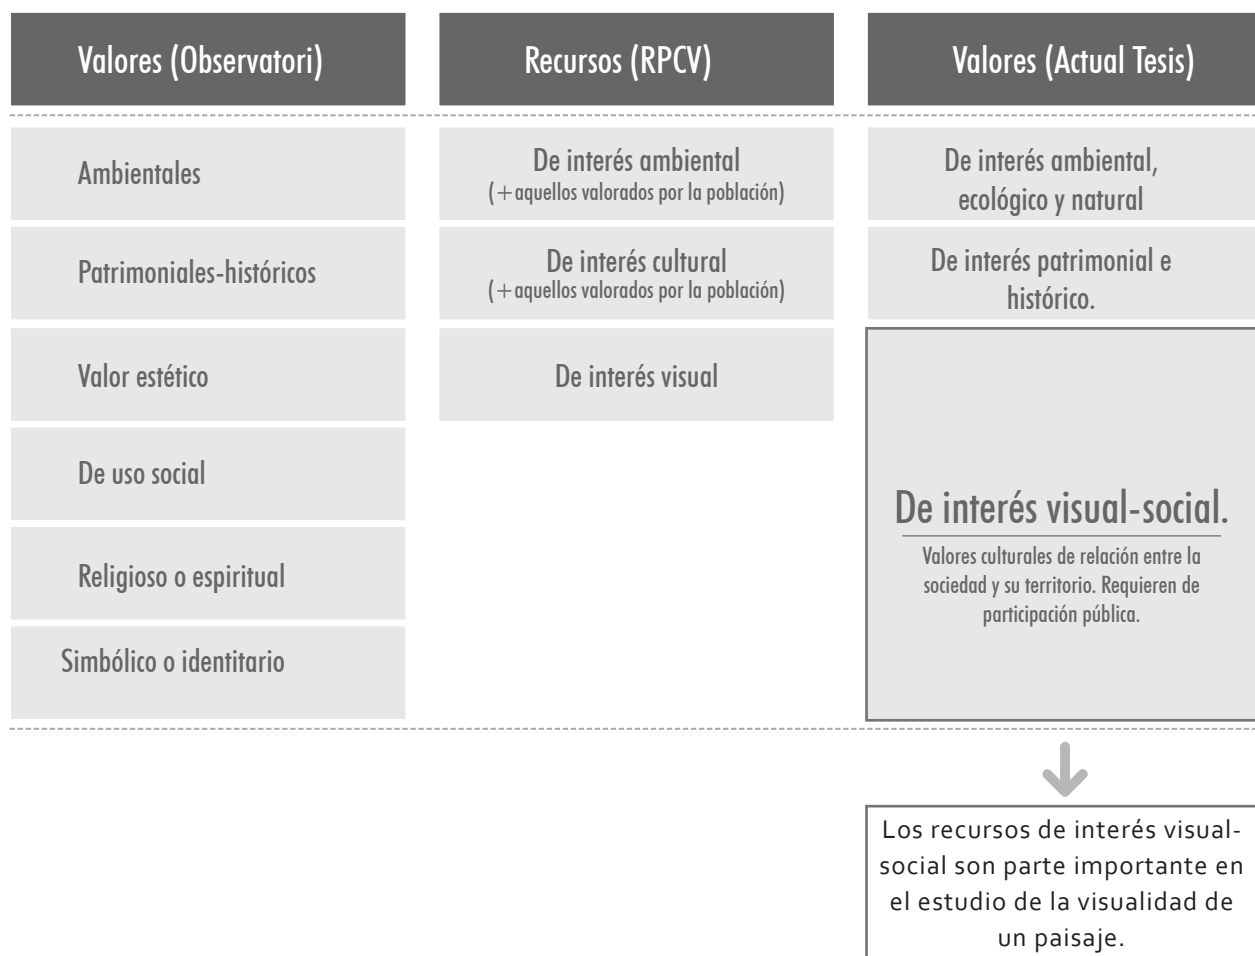 Valores (Observatori)
Recursos (RPCV)
Valores (Actual Tesis)
Ambientales
De interés ambiental
(+aquellos valorados por la población)
De interés ambiental,
ecológico y natural
Patrimoniales-históricos
De interés cultural
(+aquellos valorados por la población)
De interés patrimonial e
histórico.
Valor estético
De interés visual
De uso social
Religioso o espiritual
Simbólico o identitario
De interés visual-social.
Valores culturales de relación entre la
sociedad y su territorio. Requieren de
participación pública.
Los recursos de interés visual-
social son parte importante en
el estudio de la visualidad de
un paisaje.